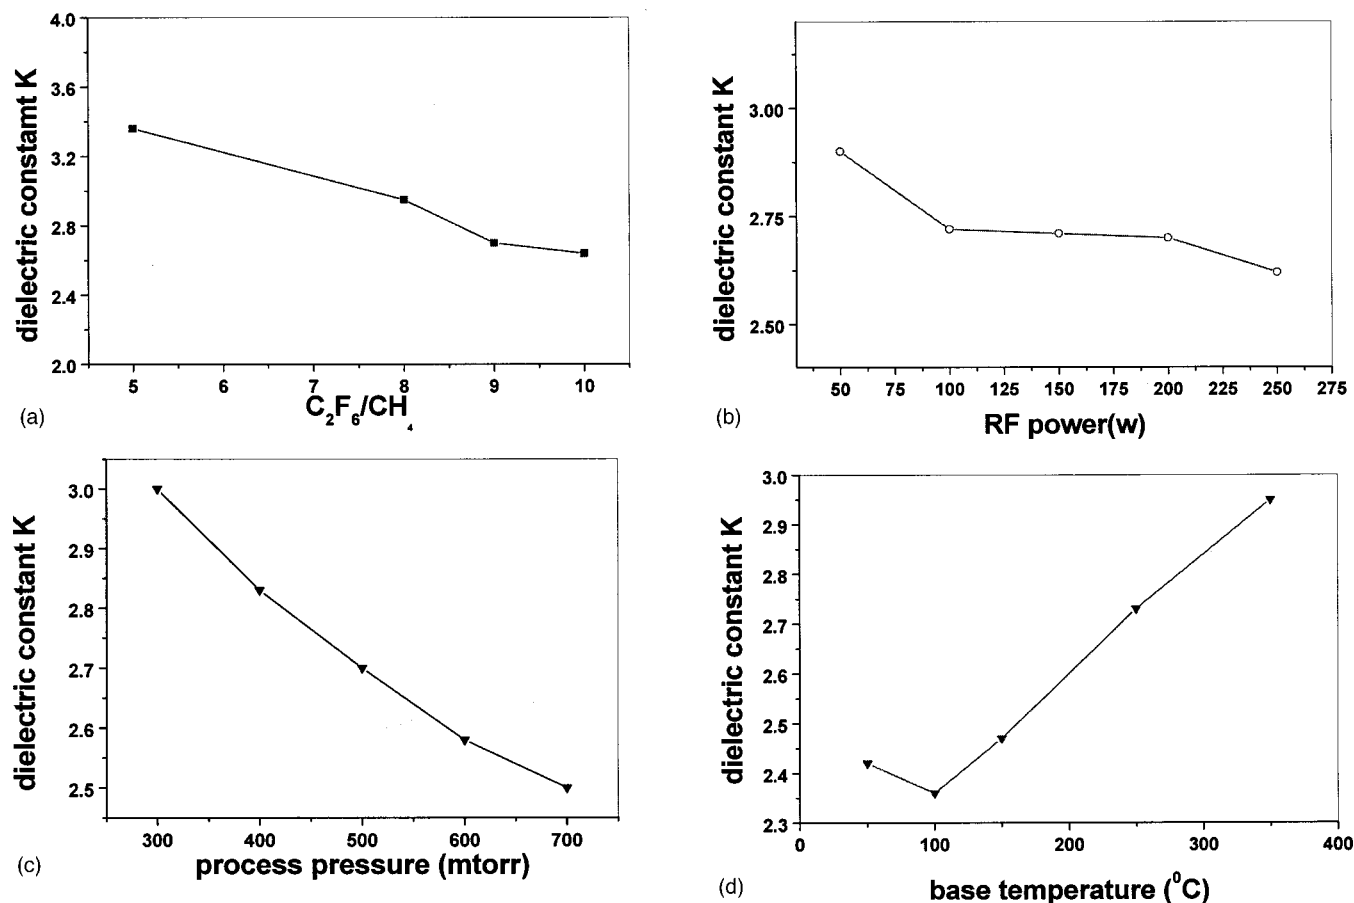 4.0
3.6
3.2
2.8
2.4
2.0
dielectric constamt K
5 6 7 8 9 10
C₂F₆/CH₄
(a)
3.00
2.75
2.50
dielectric constant K
50 75 100 125 150 175 200 225 250 275
RF power(w)
(b)
3.0
2.9
2.8
2.7
2.6
2.5
dielectric constant K
300 400 500 600 700
process pressure (mtorr)
(c)
3.0
2.9
2.8
2.7
2.6
2.5
2.4
2.3
dielectric constant K
0 100 200 300 400
base temperature (⁰C)
(d)